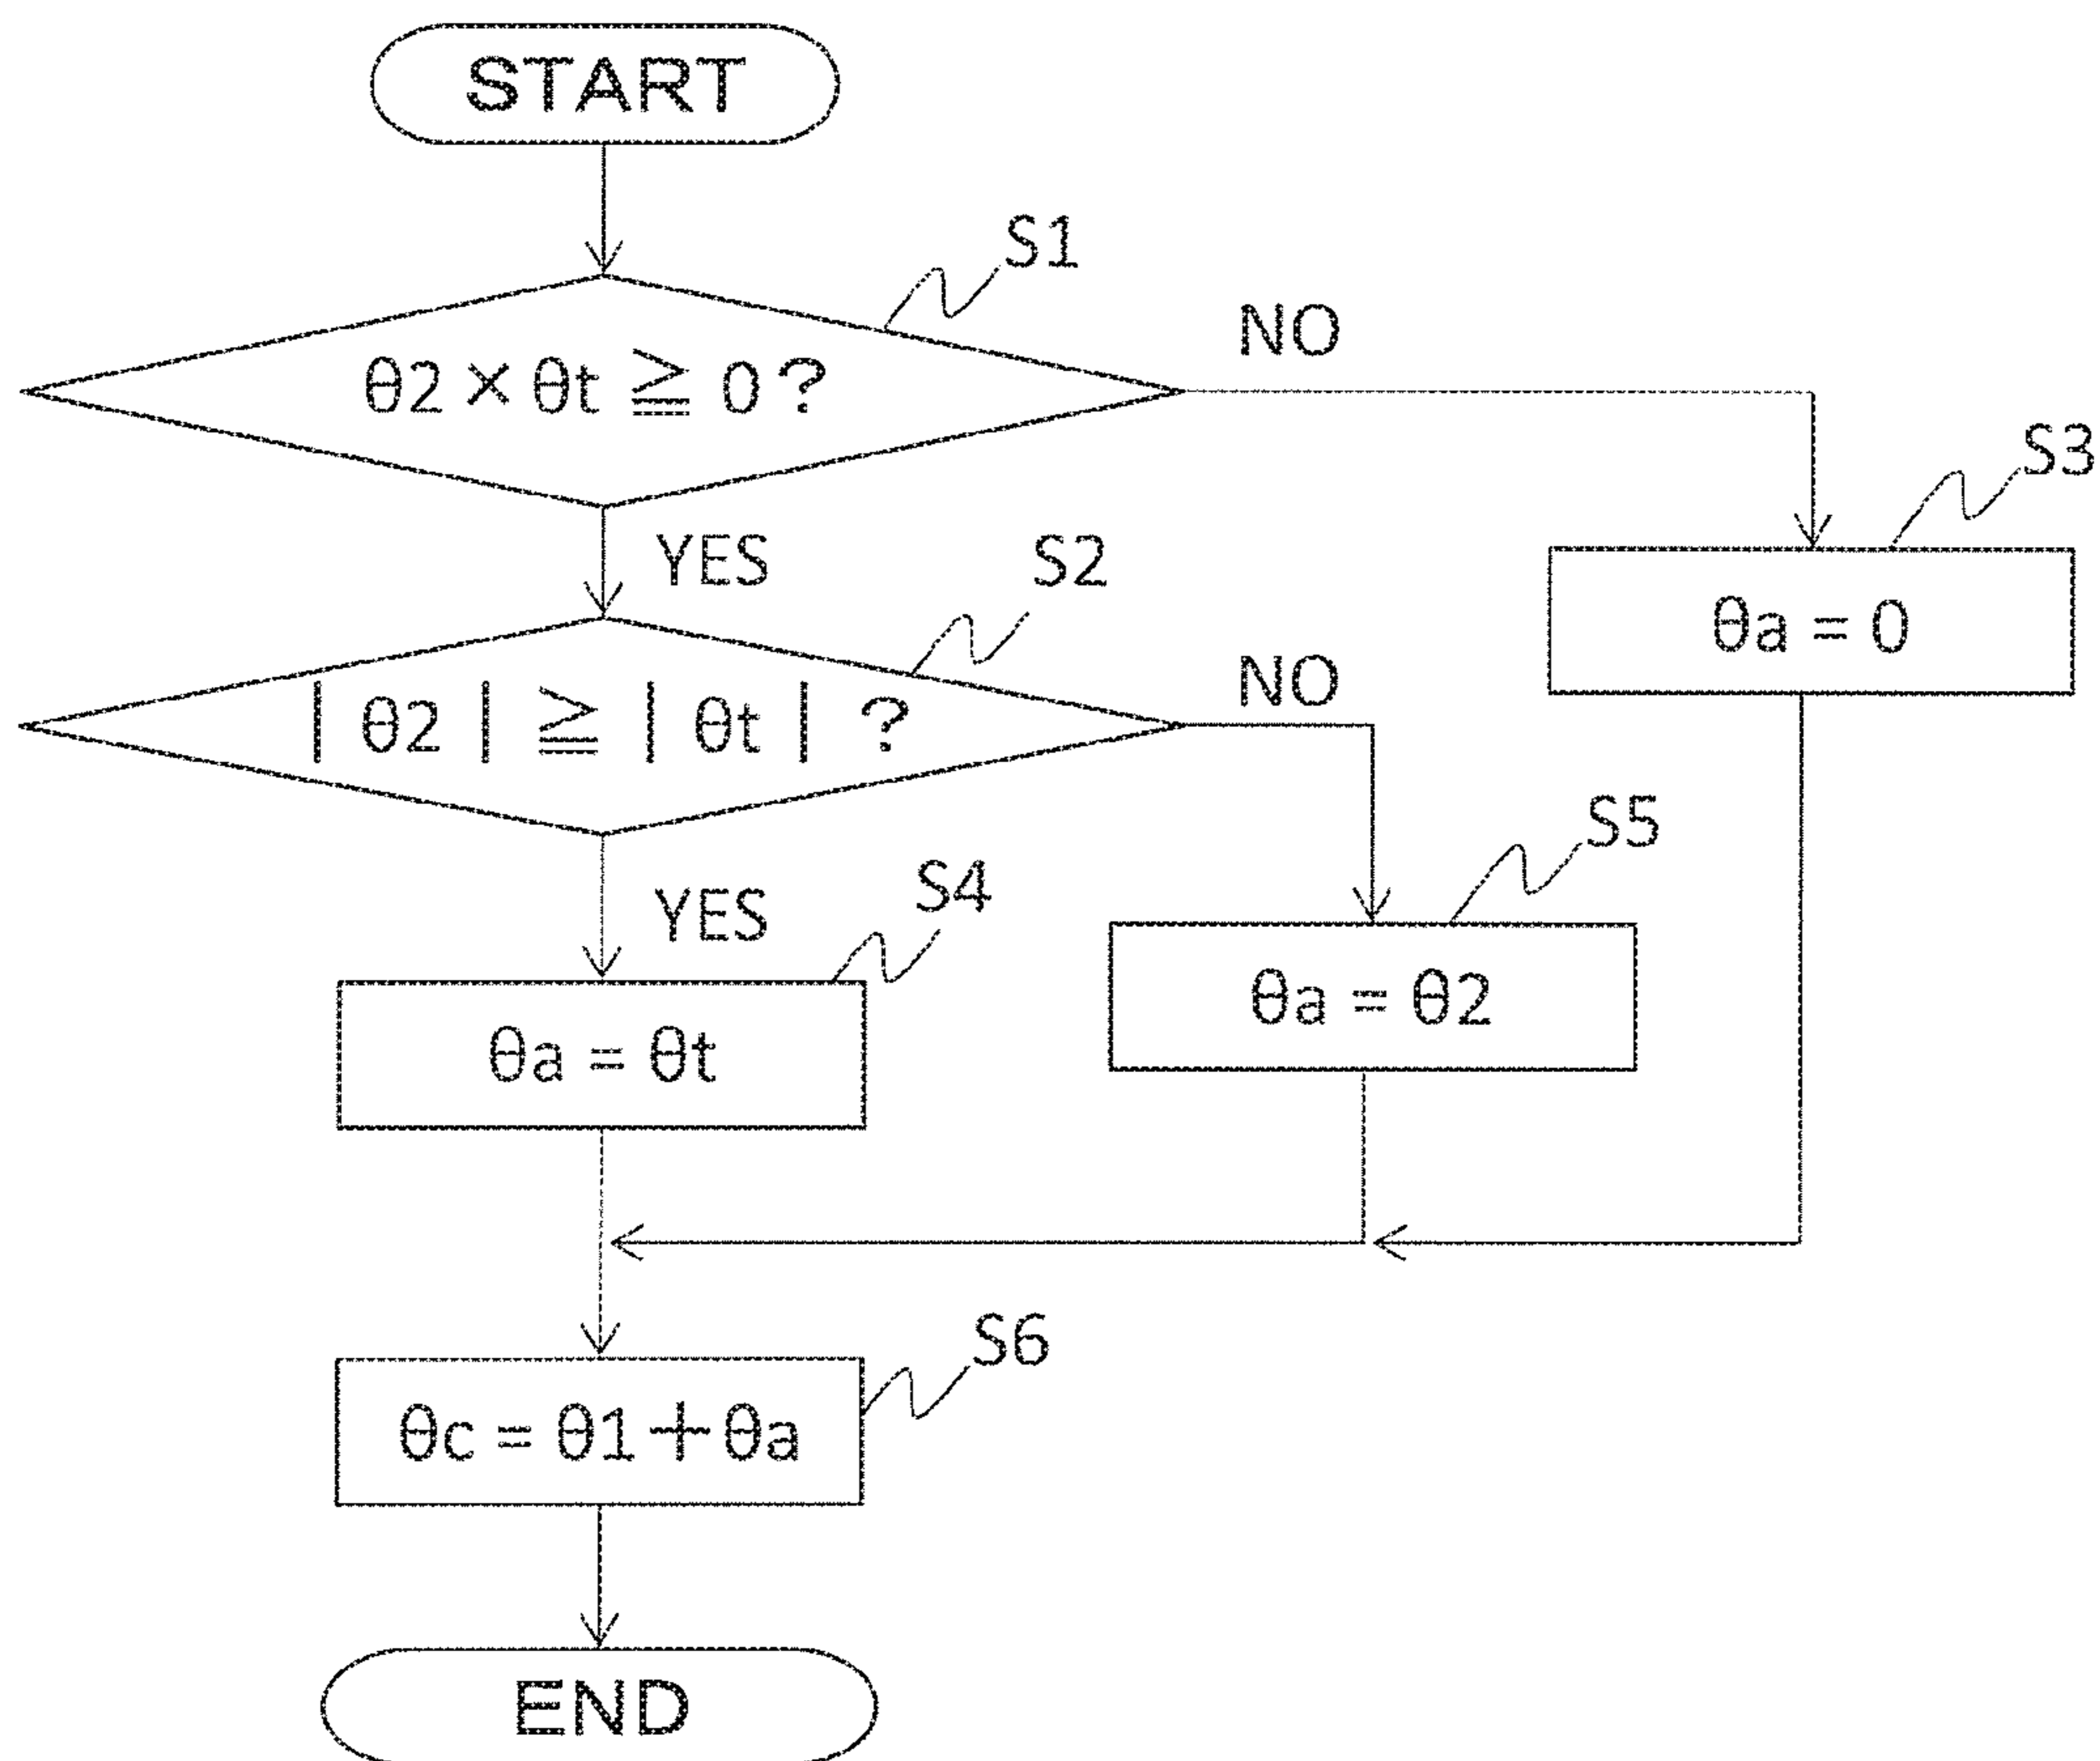 START
S1
NO
θ2 × θt ≧ 0 ?
S3
YES
S2
θa = 0
NO
| θ2 | ≧ | θt | ?
S5
S4
YES
θa = θ2
θa = θt
S6
θc = θ1 + θa
END